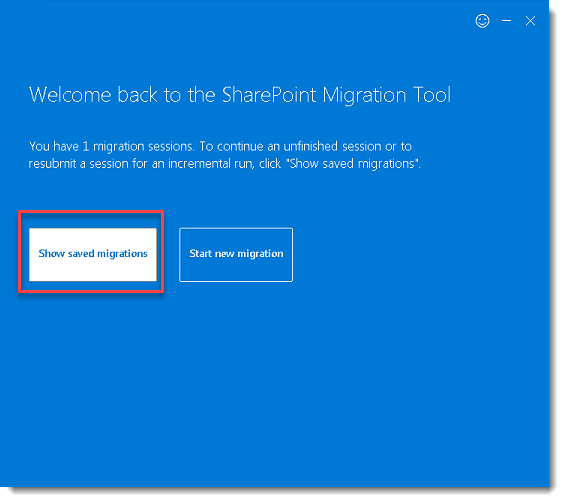 Welcome back to the SharePoint Migration Tool
You have 1 migration sessions. To continue an unfinished session or to
resubmit a session for an incremental run, click "Show saved migrations".
Show saved migrations
Start new migration